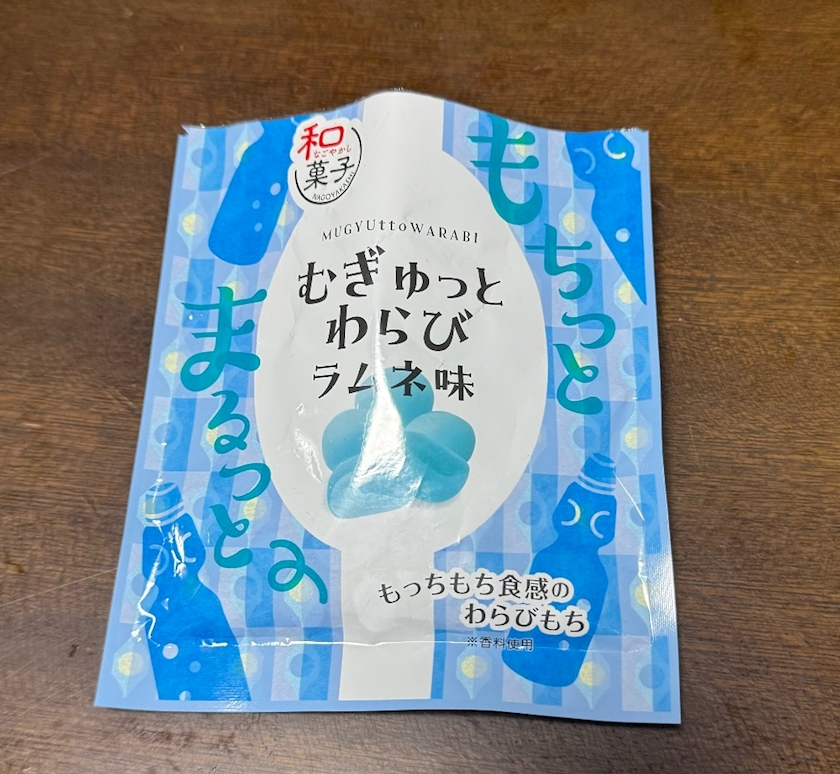 和
なごやかし
菓子
NAGOYAKASHI
もちっと
まるっと
MUGYUttoWARABI
むぎゅっと
わらび
ラムネ味
もっちもち食感の
わらびもち
※香料使用